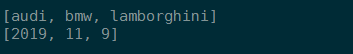 [audi, bmw, lamborghini]
[2019, 11, 9]